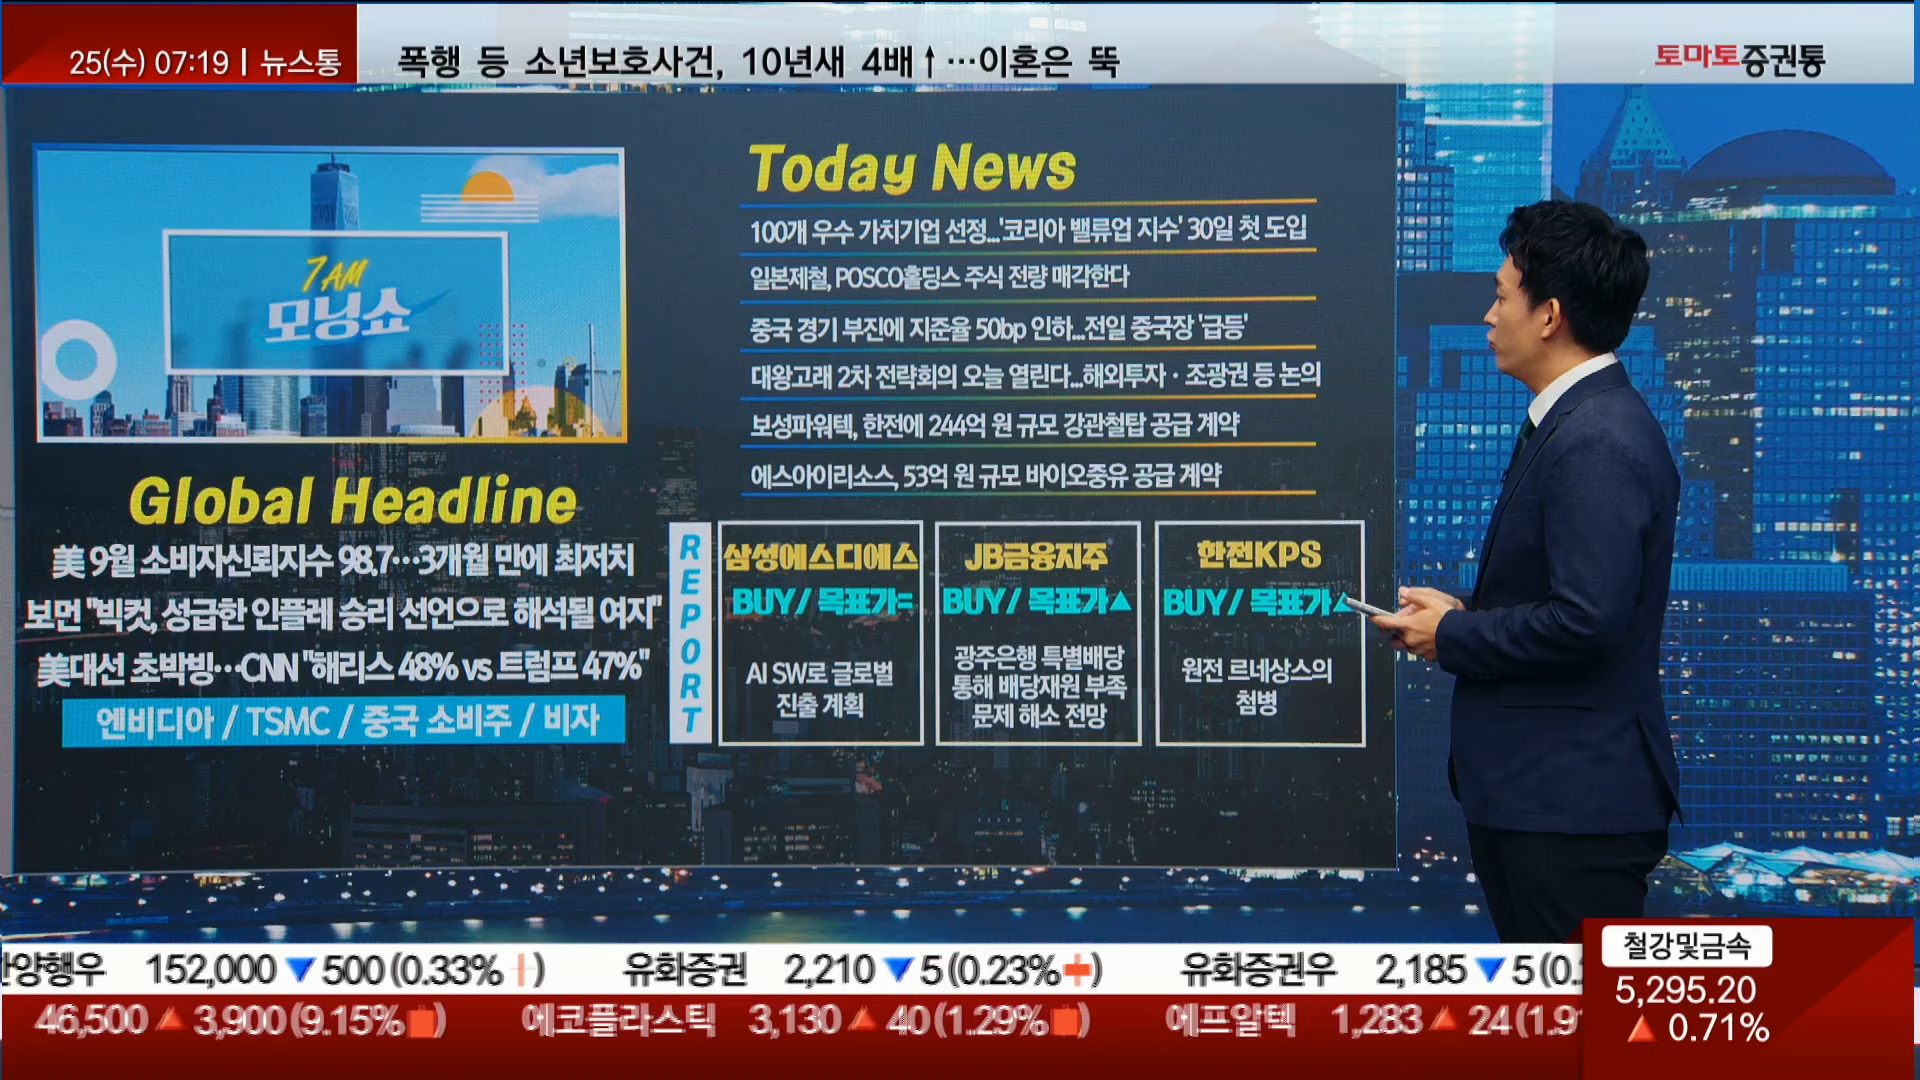 25(수) 07:19 | 뉴스통
폭행 등 소년보호사건, 10년새 4배↑…이혼은 뚝
토마토증권통
7AM
모닝쇼
Global Headline
美 9월 소비자신뢰지수 98.7…3개월 만에 최저치
보먼 "빅컷, 성급한 인플레 승리 선언으로 해석될 여지"
美대선 초박빙…CNN "해리스 48% vs 트럼프 47%"
엔비디아 / TSMC / 중국 소비주 / 비자
Today News
100개 우수 가치기업 선정...'코리아 밸류업 지수' 30일 첫 도입
일본제철, POSCO홀딩스 주식 전량 매각한다
중국 경기 부진에 지준율 50bp 인하...전일 중국장 '급등'
대왕고래 2차 전략회의 오늘 열린다...해외투자·조광권 등 논의
보성파워텍, 한전에 244억 원 규모 강관철탑 공급 계약
에스아이리소스, 53억 원 규모 바이오중유 공급 계약
REPORT
삼성에스디에스
BUY/ 목표가=
AI SW로 글로벌
진출 계획
JB금융지주
BUY/ 목표가▲
광주은행 특별배당
통해 배당재원 부족
문제 해소 전망
한전KPS
BUY/ 목표가▲
원전 르네상스의
첨병
양행우 152,000 ▼ 500 (0.33% ) 유화증권 2,210 ▼ 5 (0.23% ) 유화증권우 2,185 ▼ 5 (0.
46,500 ▲ 3,900 (9.15% ) 에코플라스틱 3,130 ▲ 40 (1.29% ) 에프알텍 1,283 ▲ 24 (1.9
철강및금속
5,295.20
▲ 0.71%